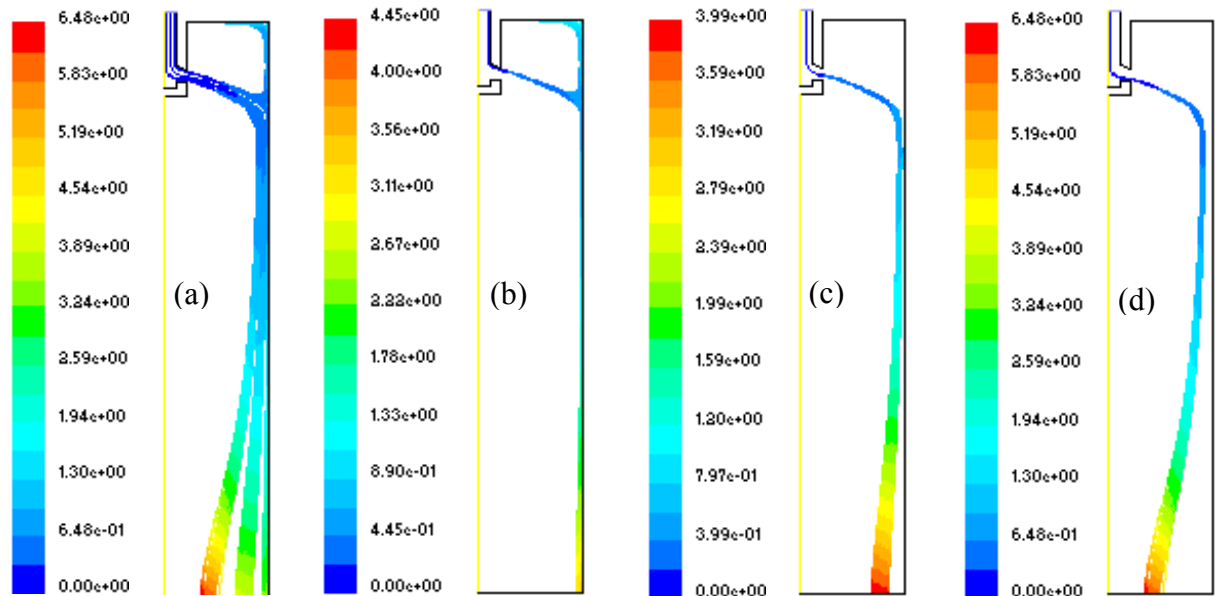 6.48e+00
5.83e+00
5.19e+00
4.54e+00
3.89e+00
3.24e+00
2.59e+00
1.94e+00
1.30e+00
6.48e-01
0.00e+00
(a)
4.45e+00
4.00e+00
3.56e+00
3.11e+00
2.67e+00
2.22e+00
1.78e+00
1.33e+00
8.90e-01
4.45e-01
0.00e+00
(b)
3.99e+00
3.59e+00
3.19e+00
2.79e+00
2.39e+00
1.99e+00
1.59e+00
1.20e+00
7.97e-01
3.99e-01
0.00e+00
(c)
6.48e+00
5.83e+00
5.19e+00
4.54e+00
3.89e+00
3.24e+00
2.59e+00
1.94e+00
1.30e+00
6.48e-01
0.00e+00
(d)